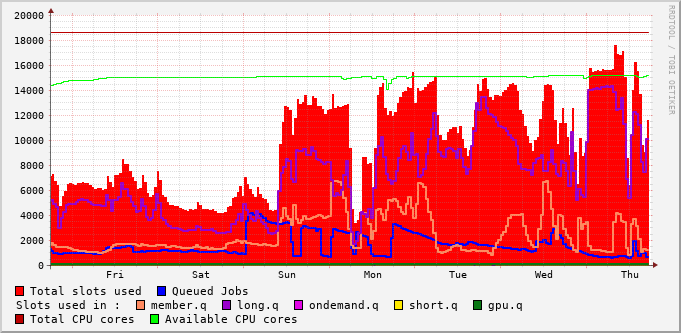 20000
18000
16000
14000
12000
10000
8000
6000
4000
2000
0
Fri Sat Sun Mon Tue Wed Thu
RRDTOOL / TOBI OETIKER
Total slots used Queued Jobs
Slots used in : member.q long.q ondemand.q short.q gpu.q
Total CPU cores Available CPU cores